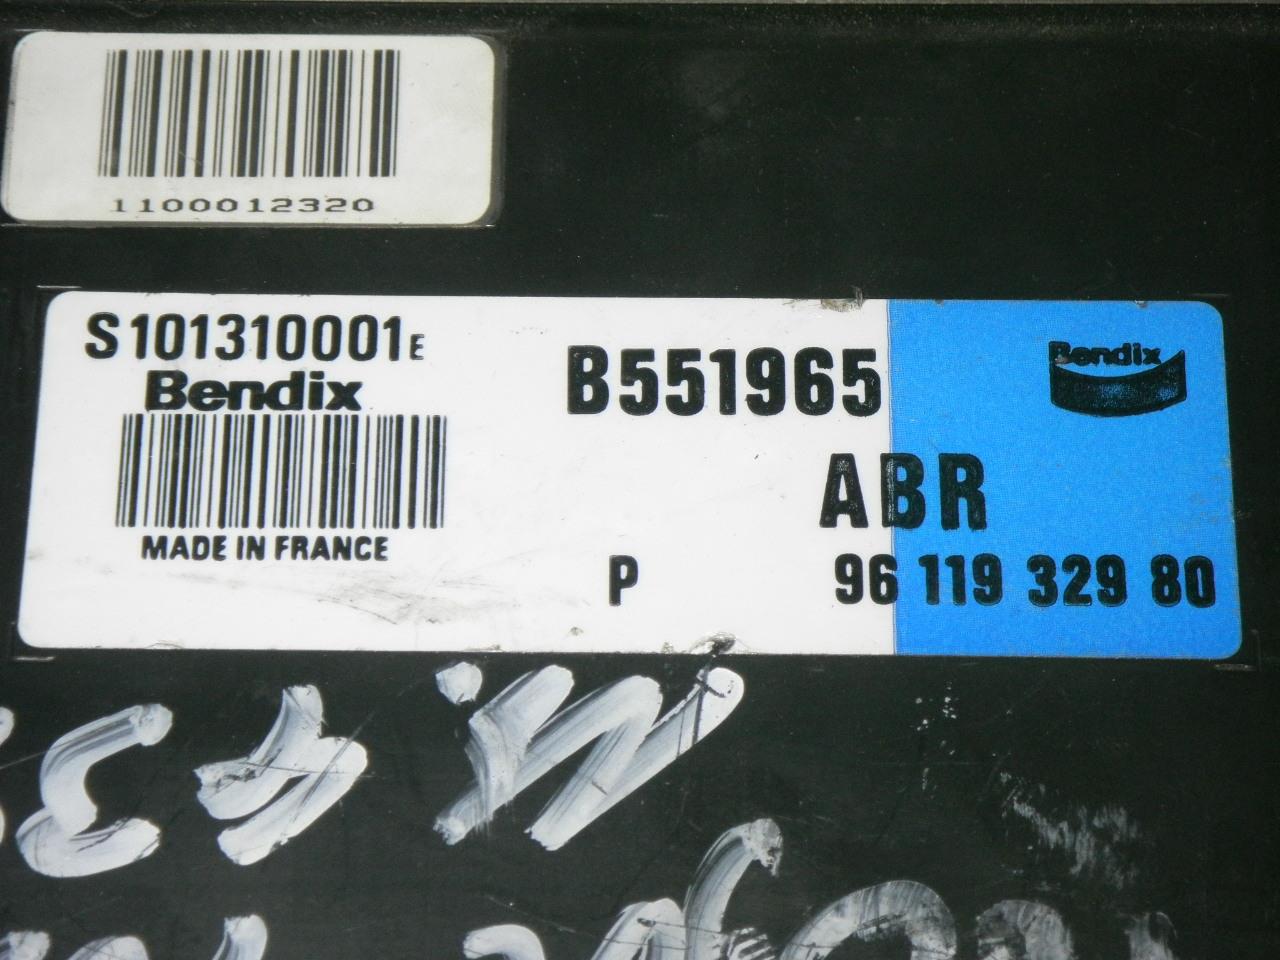 1100012320
S101310001E
Bendix
MADE IN FRANCE
B551965
Bendix
ABR
P 96 119 329 80